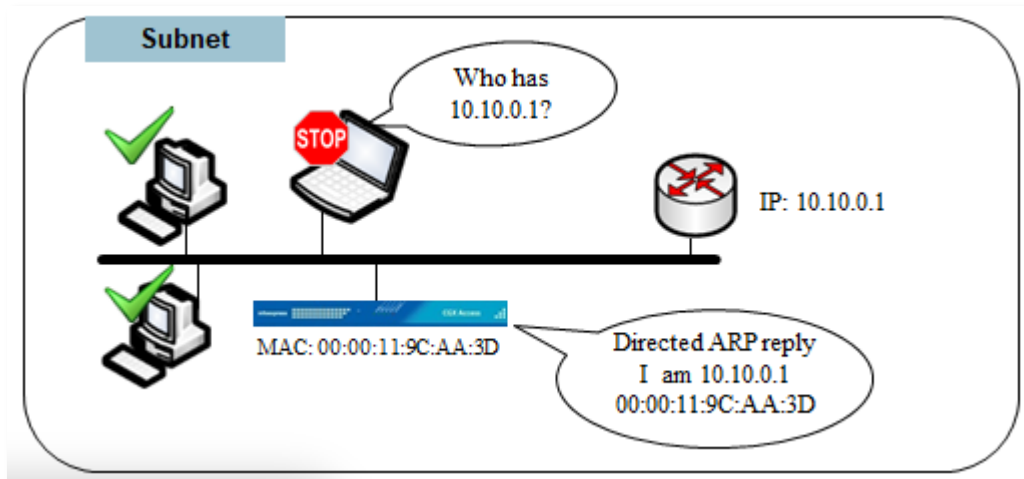 Subnet
Who has
10.10.0.1?
STOP
IP: 10.10.0.1
CGX Access
MAC: 00:00:11:9C:AA:3D
Directed ARP reply
I am 10.10.0.1
00:00:11:9C:AA:3D